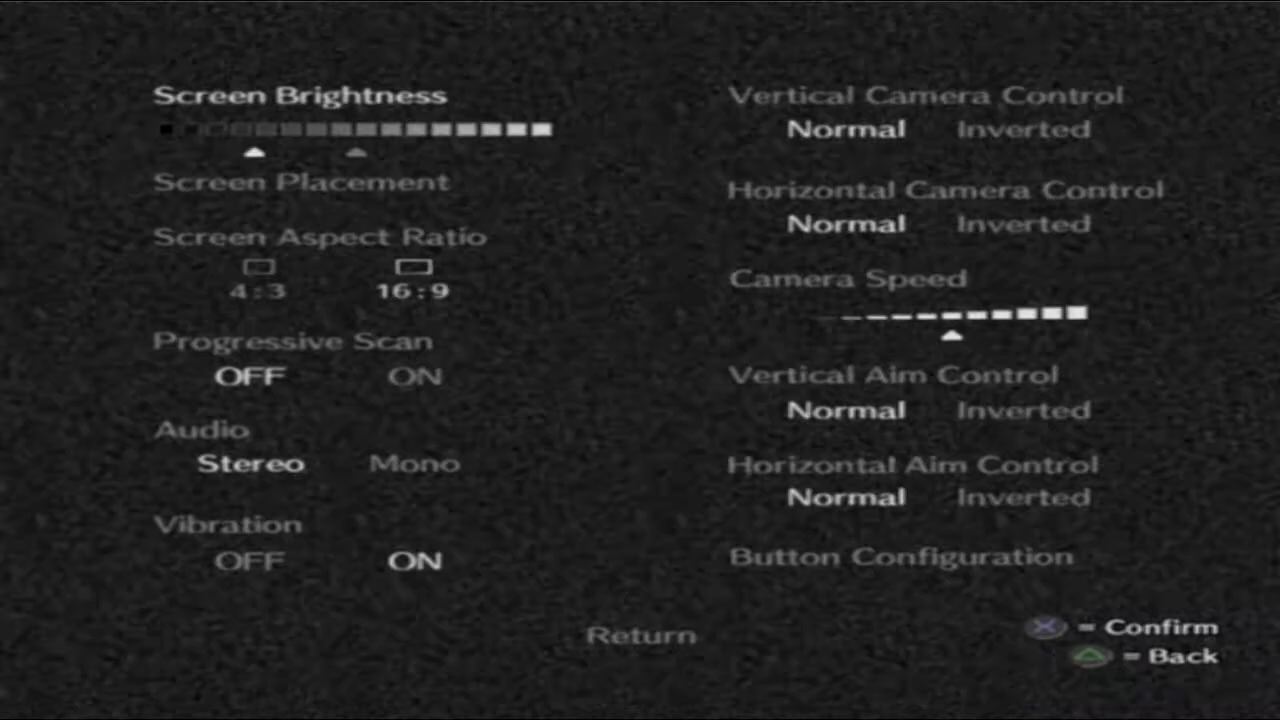 Screen Brightness
Screen Placement
Screen Aspect Ratio
4:3 16:9
Progressive Scan
OFF ON
Audio
Stereo Mono
Vibration
OFF ON
Vertical Camera Control
Normal Inverted
Horizontal Camera Control
Normal Inverted
Camera Speed
Vertical Aim Control
Normal Inverted
Horizontal Aim Control
Normal Inverted
Button Configuration
Return
= Confirm
= Back